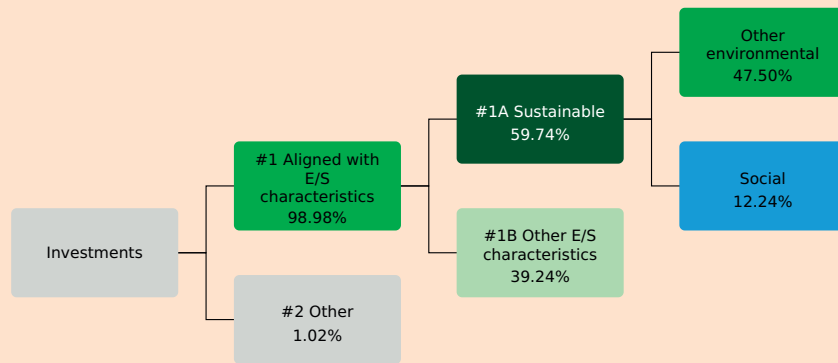 Other
environmental
47.50%
#1A Sustainable
59.74%
#1 Aligned with
E/S
characteristics
98.98%
Social
12.24%
#1B Other E/S
characteristics
39.24%
Investments
#2 Other
1.02%